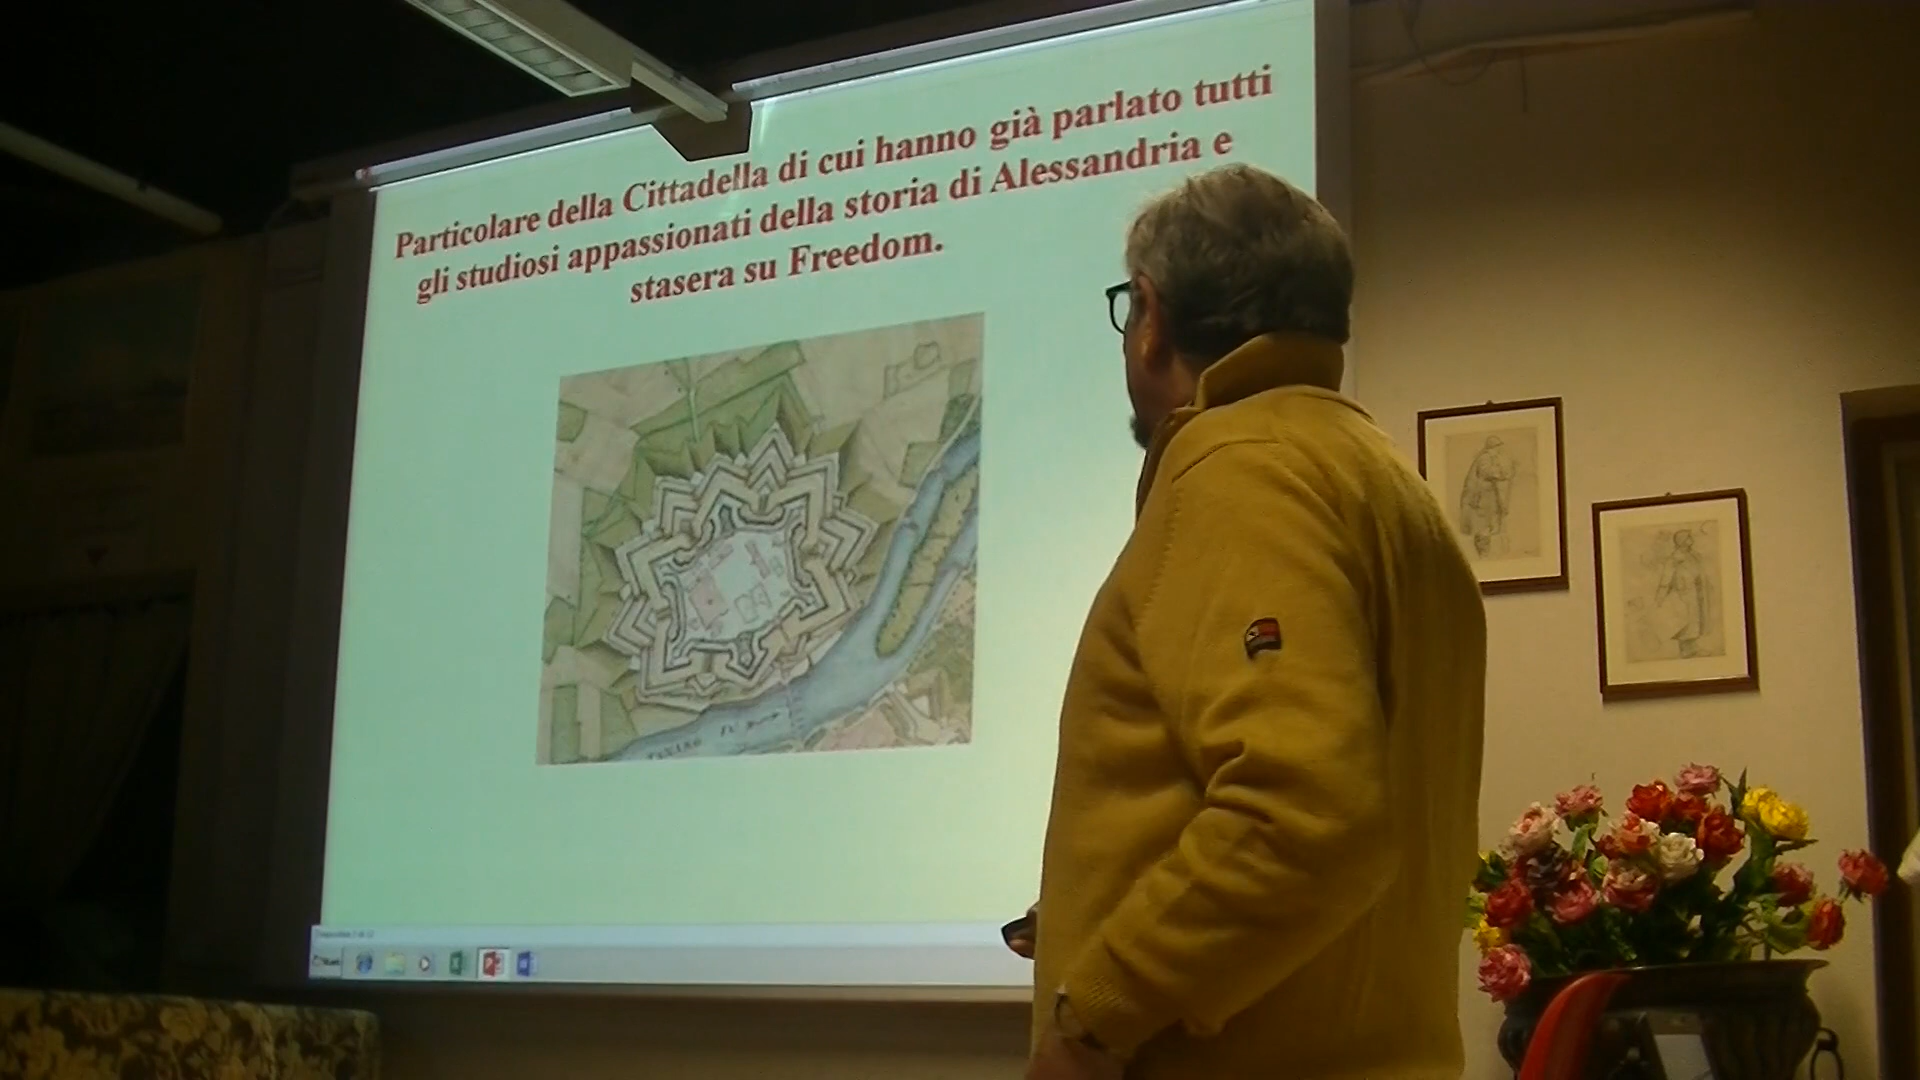 Particolare della Cittadella di cui hanno già parlato tutti
gli studiosi appassionati della storia di Alessandria e
stasera su Freedom.
TANARO